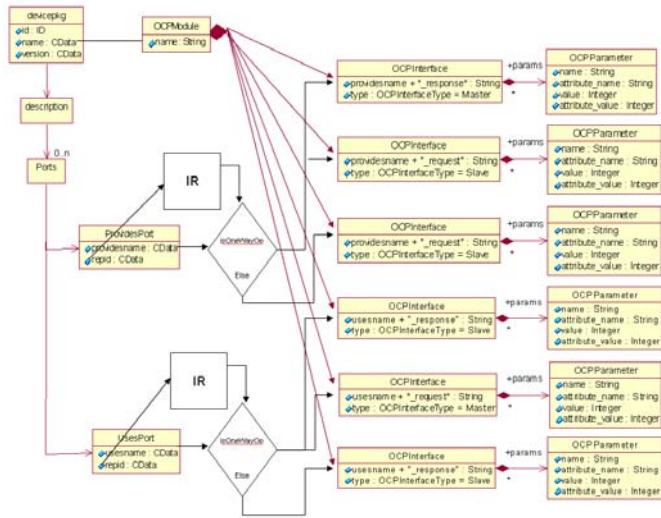 devicepkg
id : ID
name : CData
version : CData
OCPModule
name: String
description
0..n
Ports
IR
ProvidesPort
providesname : CData
repid : CData
isOneWayOp
Else
IR
UsesPort
usesname : CData
repid : CData
isOneWayOp
Else
OCPInterface
providesname + "_response" : String
type : OCPInterfaceType = Master
+params
*
OCPParameter
name : String
attribute_name : String
value : Integer
attribute_value : Integer
OCPInterface
providesname + "_request" : String
type : OCPInterfaceType = Slave
+params
*
OCPParameter
name : String
attribute_name : String
value : Integer
attribute_value : Integer
OCPInterface
providesname + "_request" : String
type : OCPInterfaceType = Slave
+params
*
OCPParameter
name : String
attribute_name : String
value : Integer
attribute_value : Integer
OCPInterface
usesname + "_response" : String
type : OCPInterfaceType = Slave
+params
*
OCPParameter
name : String
attribute_name : String
value : Integer
attribute_value : Integer
OCPInterface
usesname + "_request" : String
type : OCPInterfaceType = Master
+params
*
OCPParameter
name : String
attribute_name : String
value : Integer
attribute_value : Integer
OCPInterface
usesname + "_response" : String
type : OCPInterfaceType = Slave
+params
*
OCPParameter
name : String
attribute_name : String
value : Integer
attribute_value : Integer